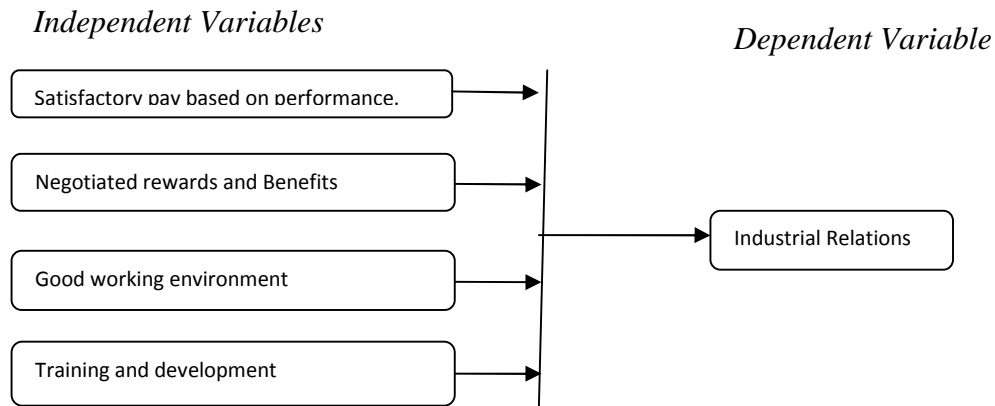 Independent Variables
Dependent Variable
Satisfactory pay based on performance.
Negotiated rewards and Benefits
Industrial Relations
Good working environment
Training and development